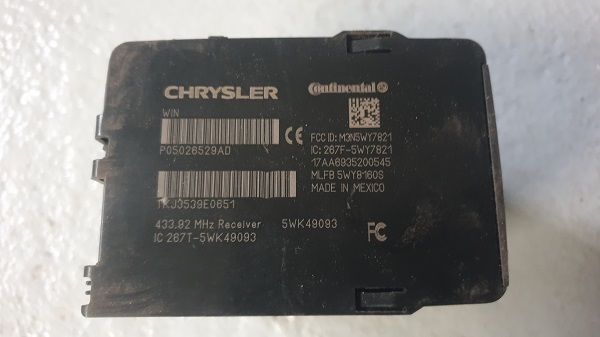 CHRYSLER
Continental
WIN
P05026529AD
CE
FCC ID: M3N5WY7821
IC: 267F-5WY7821
17AA6935200545
MLFB 5WY8160S
MADE IN MEXICO
TKJ3539E0651
433.92 MHz Receiver 5WK49093
IC 267T-5WK49093
FC